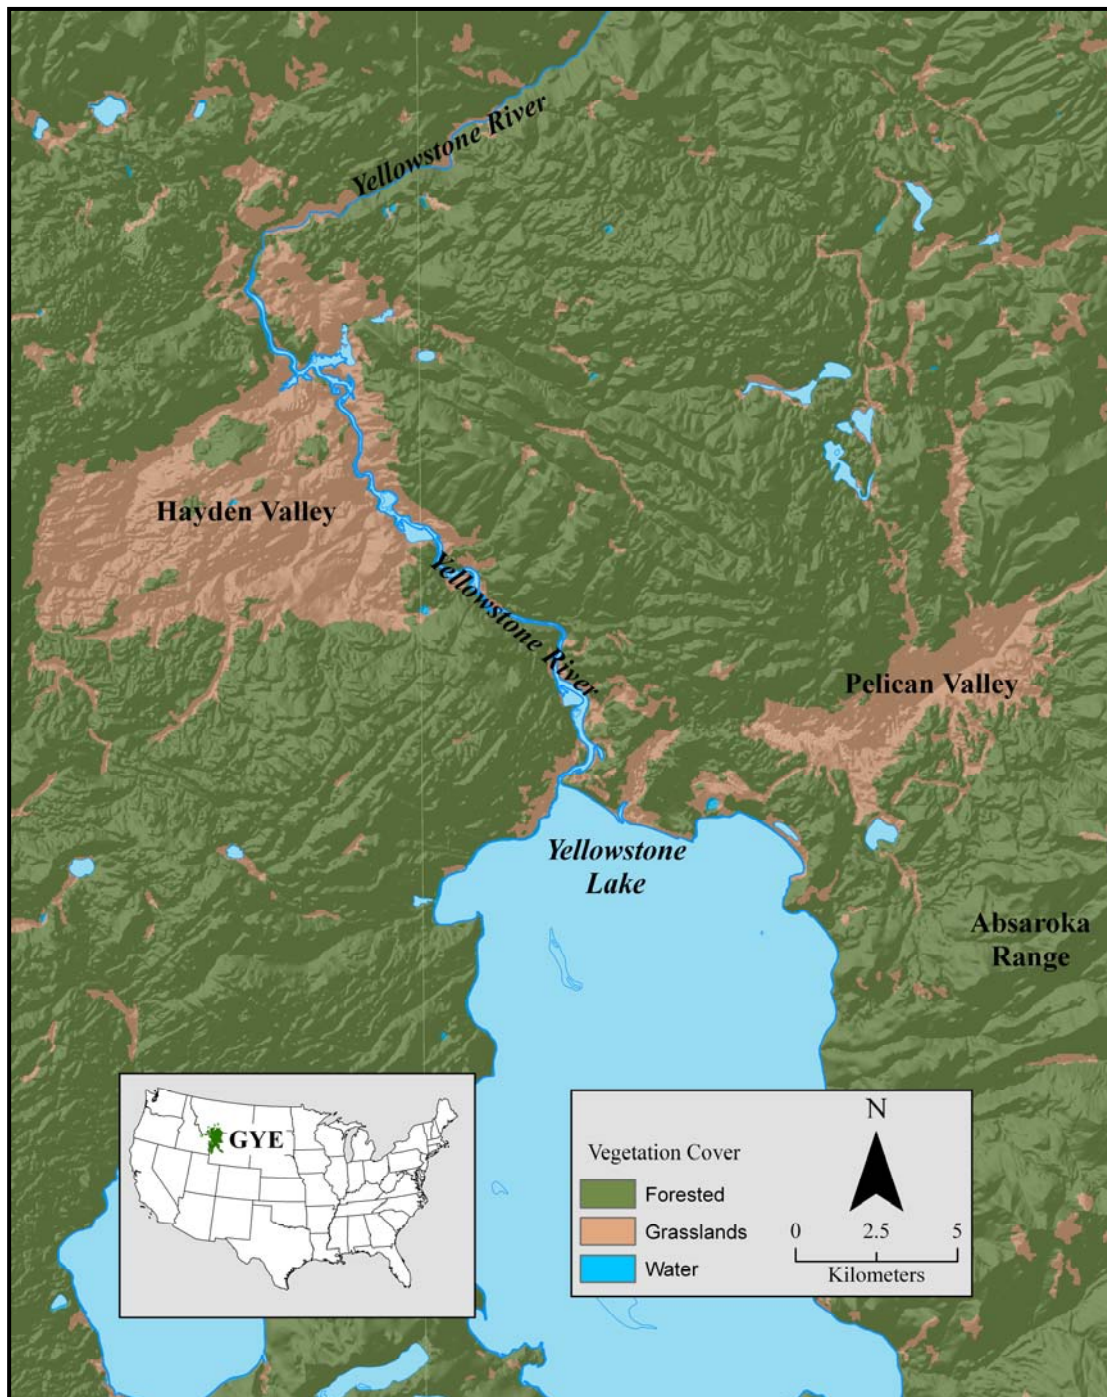 Yellowstone River
Hayden Valley
Yellowstone River
Pelican Valley
Yellowstone
Lake
Absaroka
Range
GYE
N
Vegetation Cover
Forested
Grasslands
Water
0 2.5 5
Kilometers